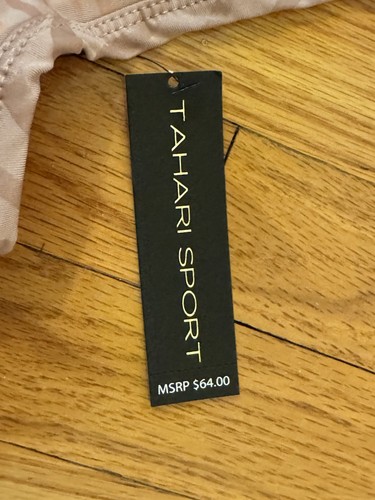 TAHARI SPORT
MSRP $64.00